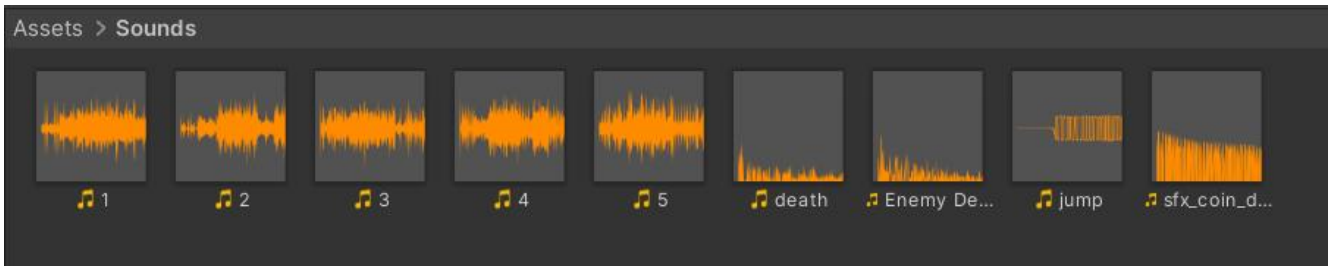 Assets > Sounds
1 2 3 4 5 death Enemy De... jump sfx_coin_d...